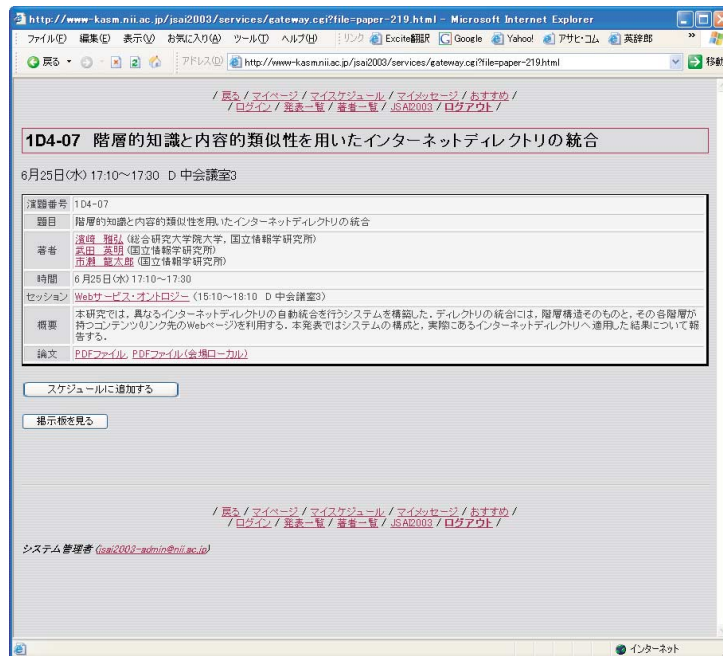 http://www-kasm.nii.ac.jp/jsai2003/services/gateway.cgi?file=paper-219.html - Microsoft Internet Explorer
ファイル(F) 編集(E) 表示(V) お気に入り(A) ツール(T) ヘルプ(H) リンク Excite翻訳 Google Yahoo! アサヒ・コム 英辞郎 »
戻る アドレス(D) http://www-kasm.nii.ac.jp/jsai2003/services/gateway.cgi?file=paper-219.html 移動
/ 戻る / マイページ / マイスケジュール / マイメッセージ / おすすめ /
/ ログイン / 発表一覧 / 著者一覧 / JSAI2003 / ログアウト /
1D4-07 階層的知識と内容的類似性を用いたインターネットディレクトリの統合
6月25日(水) 17:10～17:30 D 中会議室3
演題番号 1D4-07
題目 階層的知識と内容的類似性を用いたインターネットディレクトリの統合
著者 濱崎 雅弘 (総合研究大学院大学, 国立情報学研究所)
武田 英明 (国立情報学研究所)
市瀬 龍太郎 (国立情報学研究所)
時間 6月25日(水) 17:10～17:30
セッション Webサービス・オントロジー (15:10～18:10 D 中会議室3)
概要 本研究では，異なるインターネットディレクトリの自動統合を行うシステムを構築した．ディレクトリの統合には，階層構造そのものと，その各階層が
持つコンテンツ(リンク先のWebページ)を利用する．本発表ではシステムの構成と，実際にあるインターネットディレクトリへ適用した結果について報
告する．
論文 PDFファイル, PDFファイル(会場ローカル)
スケジュールに追加する
掲示板を見る
/ 戻る / マイページ / マイスケジュール / マイメッセージ / おすすめ /
/ ログイン / 発表一覧 / 著者一覧 / JSAI2003 / ログアウト /
システム管理者 (jsai2003-admin@nii.ac.jp)
インターネット